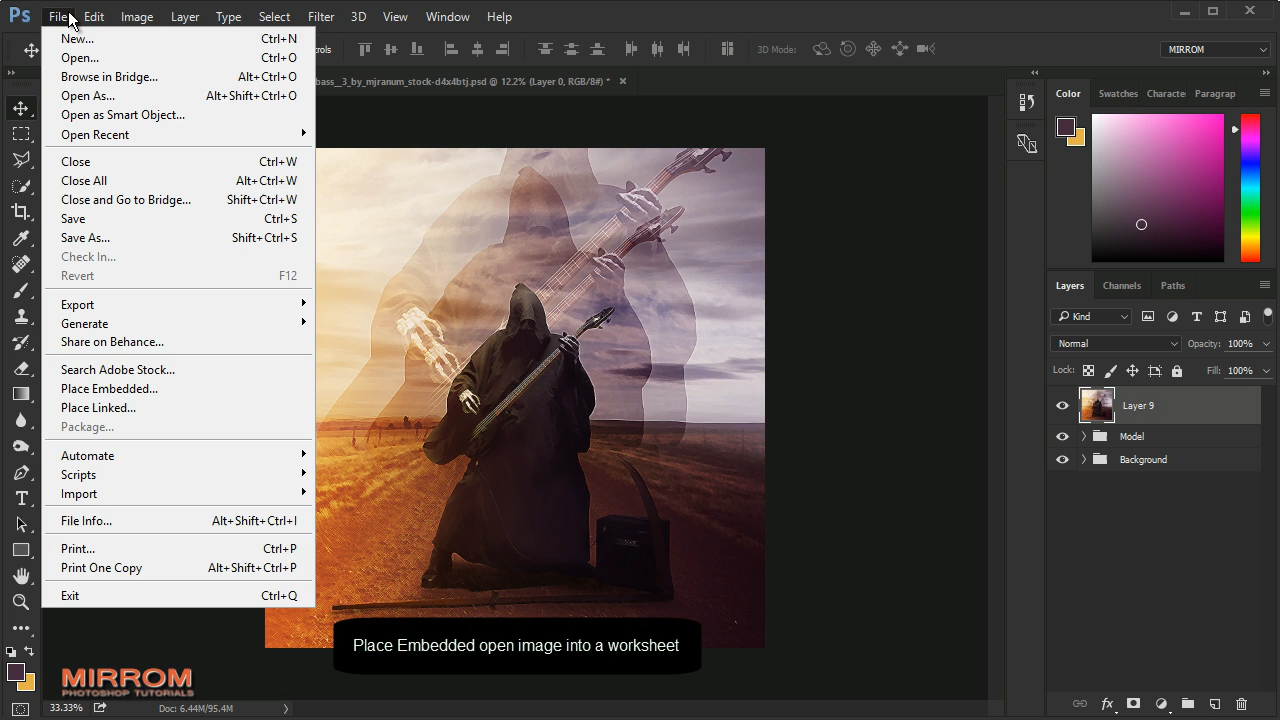 Ps File Edit Image Layer Type Select Filter 3D View Window Help
3D Mode: MIRROM
bass__3_by_mjranum_stock-d4x4btj.psd @ 12.2% (Layer 0, RGB/8#) *
New... Ctrl+N
Open... Ctrl+O
Browse in Bridge... Alt+Ctrl+O
Open As... Alt+Shift+Ctrl+O
Open as Smart Object...
Open Recent
Close Ctrl+W
Close All Alt+Ctrl+W
Close and Go to Bridge... Shift+Ctrl+W
Save Ctrl+S
Save As... Shift+Ctrl+S
Check In...
Revert F12
Export
Generate
Share on Behance...
Search Adobe Stock...
Place Embedded...
Place Linked...
Package...
Automate
Scripts
Import
File Info... Alt+Shift+Ctrl+I
Print... Ctrl+P
Print One Copy Alt+Shift+Ctrl+P
Exit Ctrl+Q
Color Swatches Characte Paragrap
Layers Channels Paths
Kind
Normal Opacity: 100%
Lock: Fill: 100%
Layer 9
Model
Background
Place Embedded open image into a worksheet
MIRROM
PHOTOSHOP TUTORIALS
33.33% Doc: 6.44M/95.4M
fx